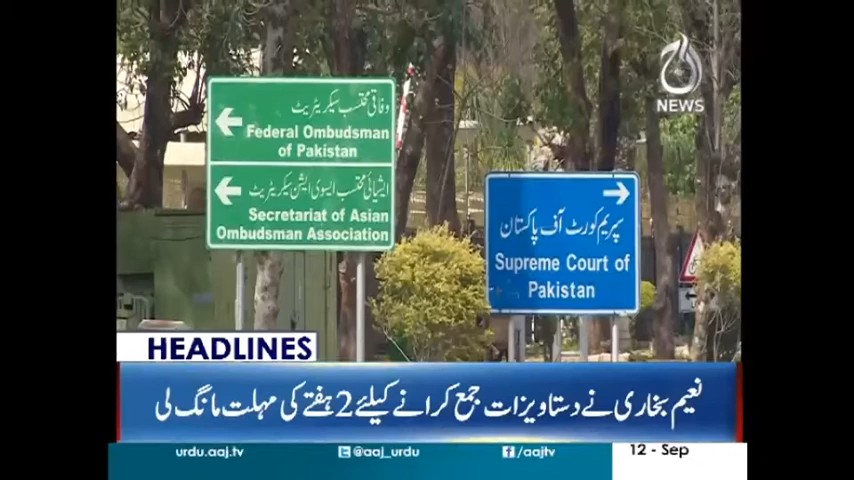 NEWS
وفاقی محتسب سیکریٹریٹ
Federal Ombudsman
of Pakistan
ایشیائی محتسب ایسوی ایشن سیکریٹریٹ
Secretariat of Asian
Ombudsman Association
سپریم کورٹ آف پاکستان
Supreme Court of
Pakistan
HEADLINES
نعیم بخاری نے دستاویزات جمع کرانے کیلئے 2 ہفتے کی مہلت مانگ لی
urdu.aaj.tv
@aaj_urdu
/aajtv
12 - Sep